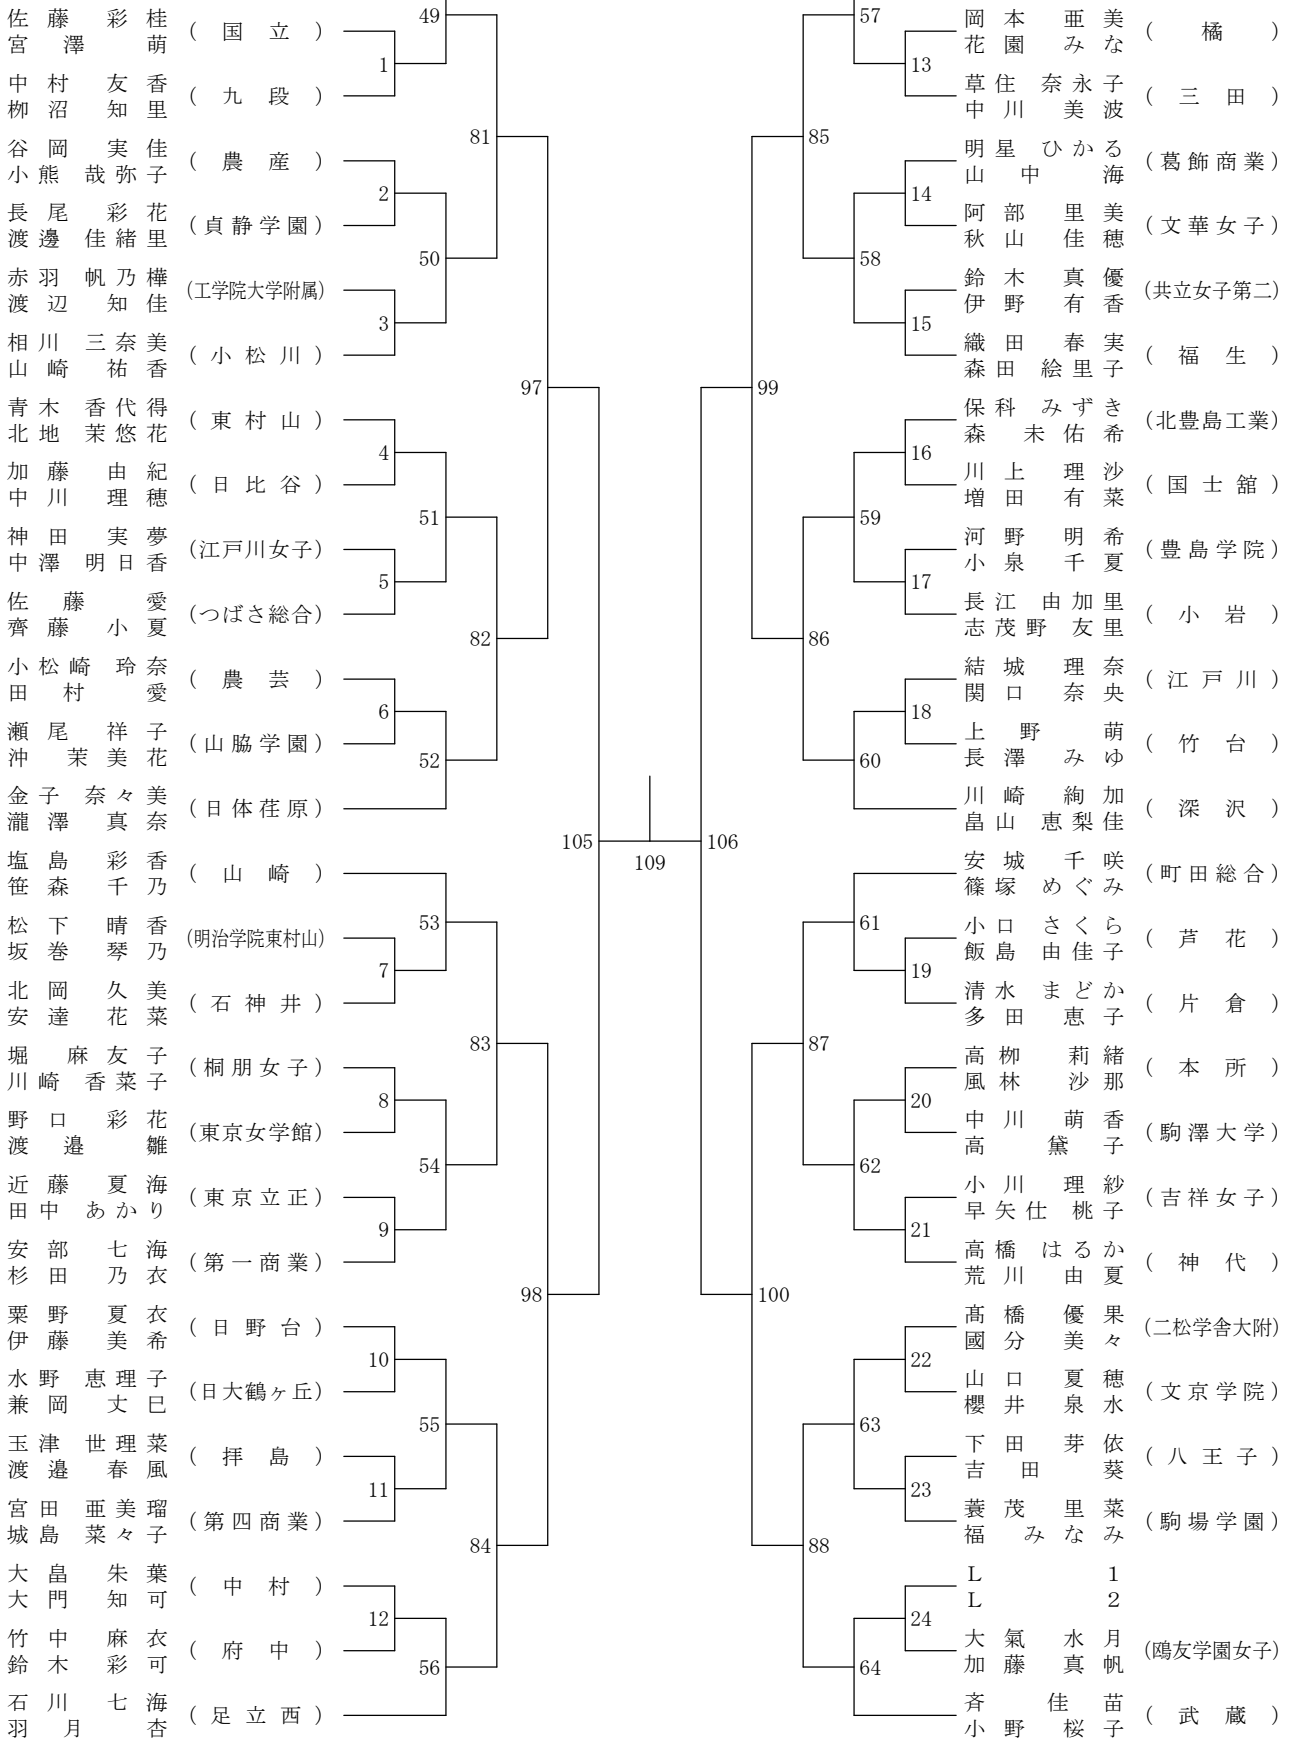 佐藤 彩桂
宮澤 萌
(国立)
中村 友香
栁沼 知里
(九段)
谷岡 実佳
小熊 哉弥子
(農産)
長尾 彩花
渡邊 佳緒里
(貞静学園)
赤羽 帆乃樺
渡辺 知佳
(工学院大学附属)
相川 三奈美
山崎 祐香
(小松川)
青木 香代得
北地 茉悠花
(東村山)
加藤 由紀
中川 理穂
(日比谷)
神田 実夢
中澤 明日香
(江戸川女子)
佐藤 愛
齊藤 小夏
(つばさ総合)
小松崎 玲奈
田村 愛
(農芸)
瀬尾 祥子
沖 茉美花
(山脇学園)
金子 奈々美
瀧澤 真奈
(日体荏原)
塩島 彩香
笹森 千乃
(山崎)
松下 晴香
坂巻 琴乃
(明治学院東村山)
北岡 久美
安達 花菜
(石神井)
堀 麻友子
川崎 香菜子
(桐朋女子)
野口 彩花
渡邉 雛
(東京女学館)
近藤 夏海
田中 あかり
(東京立正)
安部 七海
杉田 乃衣
(第一商業)
粟野 夏衣
伊藤 美希
(日野台)
水野 恵理子
兼岡 丈巳
(日大鶴ヶ丘)
玉津 世理菜
渡邉 春風
(拝島)
宮田 亜美瑠
城島 菜々子
(第四商業)
大畠 朱葉
大門 知可
(中村)
竹中 麻衣
鈴木 彩可
(府中)
石川 七海
羽月 杏
(足立西)
1
2
3
4
5
6
7
8
9
10
11
12
49
50
51
52
53
54
55
56
81
82
83
84
97
98
105
109
106
99
100
85
86
87
88
57
58
59
60
61
62
63
64
13
14
15
16
17
18
19
20
21
22
23
24
岡本 亜美
花園 みな
(橘)
草住 奈永子
中川 美波
(三田)
明星 ひかる
山中 海
(葛飾商業)
阿部 里美
秋山 佳穂
(文華女子)
鈴木 真優
伊野 有香
(共立女子第二)
織田 春実
森田 絵里子
(福生)
保科 みずき
森 未佑希
(北豊島工業)
川上 理沙
増田 有菜
(国士舘)
河野 明希
小泉 千夏
(豊島学院)
長江 由加里
志茂野 友里
(小岩)
結城 理奈
関口 奈央
(江戸川)
上野 萌
長澤 みゆ
(竹台)
川崎 絢加
畠山 恵梨佳
(深沢)
安城 千咲
篠塚 めぐみ
(町田総合)
小口 さくら
飯島 由佳子
(芦花)
清水 まどか
多田 恵子
(片倉)
高栁 莉緒
風林 沙那
(本所)
中川 萌香
高 黛子
(駒澤大学)
小川 理紗
早矢仕 桃子
(吉祥女子)
高橋 はるか
荒川 由夏
(神代)
髙橋 優果
國分 美々
(二松学舎大附)
山口 夏穂
櫻井 泉水
(文京学院)
下田 芽依
吉田 葵
(八王子)
蓑茂 里菜
福 みなみ
(駒場学園)
L 1
L 2
大氣 水月
加藤 真帆
(鴎友学園女子)
斉 佳苗
小野 桜子
(武蔵)